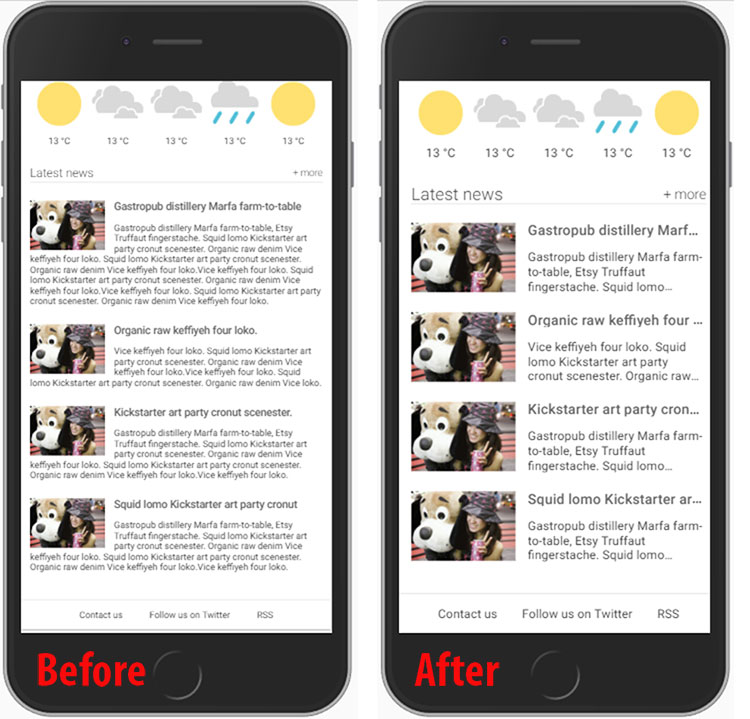 13 °C 13 °C 13 °C 13 °C 13 °C
Latest news + more
Gastropub distillery Marfa farm-to-table
Gastropub distillery Marfa farm-to-table, Etsy
Truffaut fingerstache. Squid lomo Kickstarter art
party cronut scenester. Organic raw denim Vice
keffiyeh four loko. Squid lomo Kickstarter art party cronut scenester.
Organic raw denim Vice keffiyeh four loko.Vice keffiyeh four loko. Squid
lomo Kickstarter art party cronut scenester. Organic raw denim Vice
keffiyeh four loko.Vice keffiyeh four loko. Squid lomo Kickstarter art party
cronut scenester. Organic raw denim Vice keffiyeh four loko.
Organic raw keffiyeh four loko.
Vice keffiyeh four loko. Squid lomo Kickstarter art
party cronut scenester. Organic raw denim Vice
keffiyeh four loko.Vice keffiyeh four loko. Squid
lomo Kickstarter art party cronut scenester. Organic raw denim Vice loko.
Kickstarter art party cronut scenester.
Gastropub distillery Marfa farm-to-table, Etsy
Truffaut fingerstache. Squid lomo Kickstarter art
party cronut scenester. Organic raw denim Vice
keffiyeh four loko. Squid lomo Kickstarter art party cronut scenester.
Organic raw denim Vice keffiyeh four loko.Vice keffiyeh four loko.
Squid lomo Kickstarter art party cronut
Gastropub distillery Marfa farm-to-table, Etsy
Truffaut fingerstache. Squid lomo Kickstarter art
party cronut scenester. Organic raw denim Vice
keffiyeh four loko. Squid lomo Kickstarter art party cronut scenester.
Organic raw denim Vice keffiyeh four loko.Vice keffiyeh four loko.
Contact us Follow us on Twitter RSS
Before
13 °C 13 °C 13 °C 13 °C 13 °C
Latest news + more
Gastropub distillery Marf...
Gastropub distillery Marfa farm-
to-table, Etsy Truffaut
fingerstache. Squid lomo...
Organic raw keffiyeh four ...
Vice keffiyeh four loko. Squid
lomo Kickstarter art party
cronut scenester. Organic raw...
Kickstarter art party cron...
Gastropub distillery Marfa farm-
to-table, Etsy Truffaut
fingerstache. Squid lomo...
Squid lomo Kickstarter ar...
Gastropub distillery Marfa farm-
to-table, Etsy Truffaut
fingerstache. Squid lomo...
Contact us Follow us on Twitter RSS
After